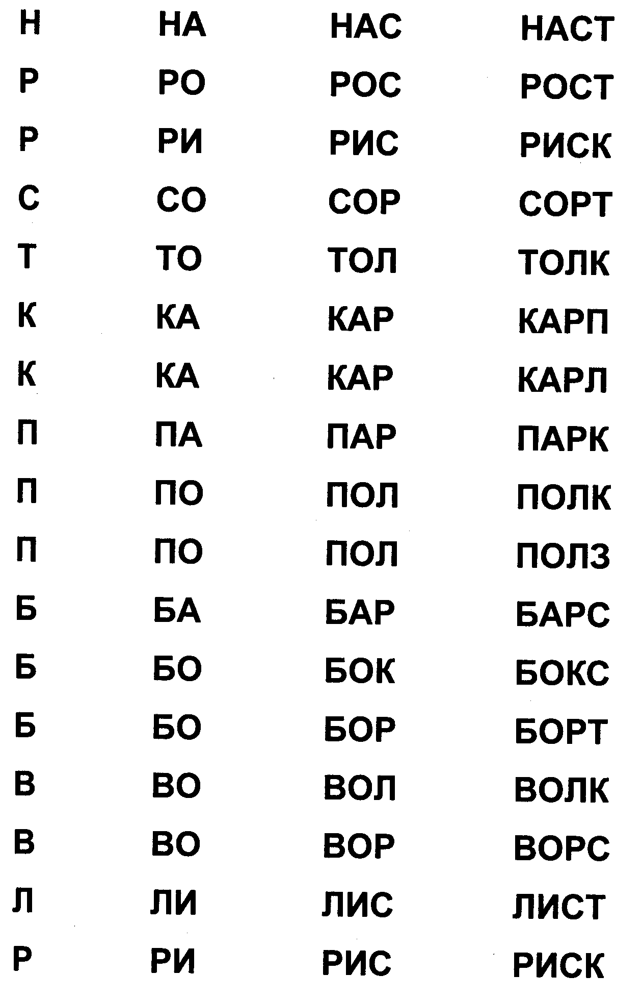 Н НА НАС НАСТ
Р РО РОС РОСТ
Р РИ РИС РИСК
С СО СОР СОРТ
Т ТО ТОЛ ТОЛК
К КА КАР КАРП
К КА КАР КАРЛ
П ПА ПАР ПАРК
П ПО ПОЛ ПОЛК
П ПО ПОЛ ПОЛЗ
Б БА БАР БАРС
Б БО БОК БОКС
Б БО БОР БОРТ
В ВО ВОЛ ВОЛК
В ВО ВОР ВОРС
Л ЛИ ЛИС ЛИСТ
Р РИ РИС РИСК